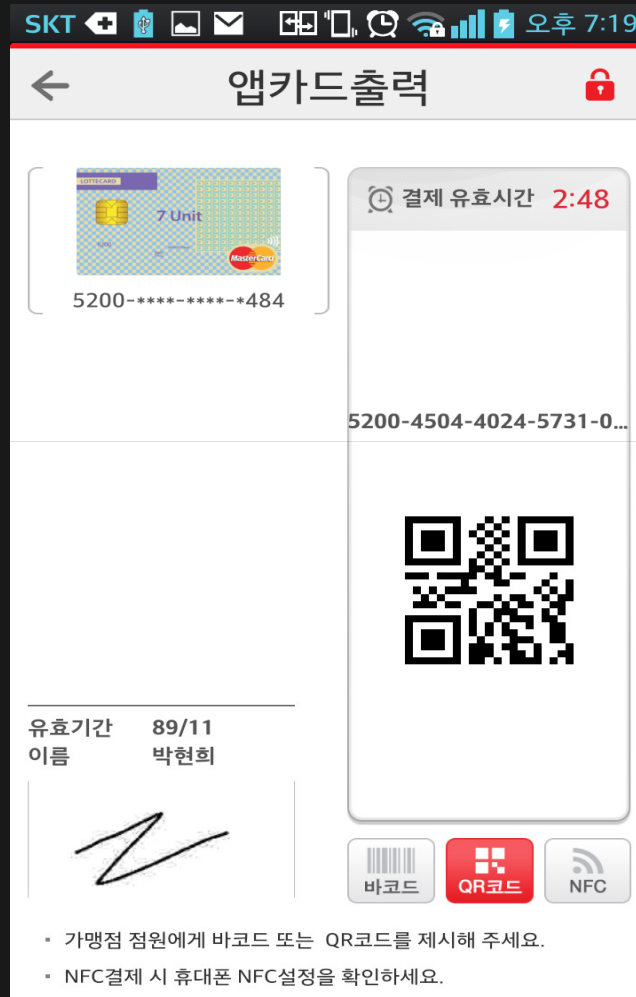 SKT 오후 7:19
앱카드출력
LOTTECARD
7 Unit
5200
MasterCard
5200-****-****-*484
결제 유효시간 2:48
5200-4504-4024-5731-0...
유효기간 89/11
이름 박현희
바코드
QR코드
NFC
▪ 가맹점 점원에게 바코드 또는 QR코드를 제시해 주세요.
▪ NFC결제 시 휴대폰 NFC설정을 확인하세요.